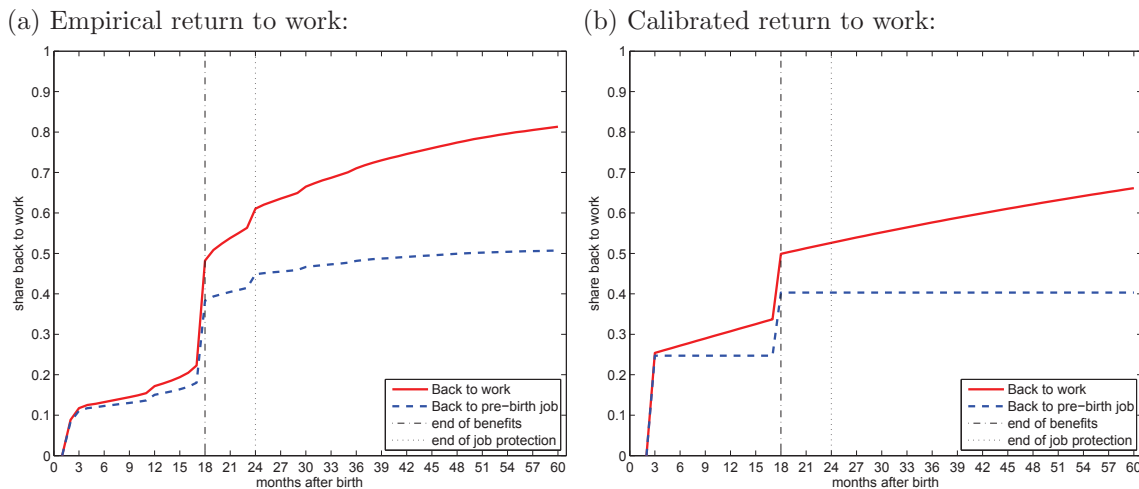 (a) Empirical return to work:
1
0.9
0.8
0.7
0.6
0.5
0.4
0.3
0.2
0.1
0
share back to work
0 3 6 9 12 15 18 21 24 27 30 33 36 39 42 45 48 51 54 57 60
months after birth
Back to work
Back to pre−birth job
end of benefits
end of job protection
(b) Calibrated return to work:
1
0.9
0.8
0.7
0.6
0.5
0.4
0.3
0.2
0.1
0
share back to work
0 3 6 9 12 15 18 21 24 27 30 33 36 39 42 45 48 51 54 57 60
months after birth
Back to work
Back to pre−birth job
end of benefits
end of job protection